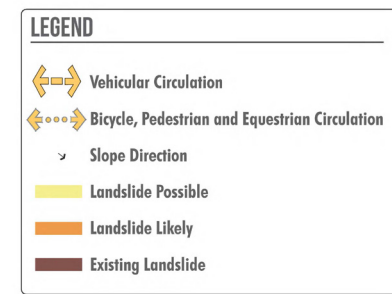 LEGEND
Vehicular Circulation
Bicycle, Pedestrian and Equestrian Circulation
Slope Direction
Landslide Possible
Landslide Likely
Existing Landslide